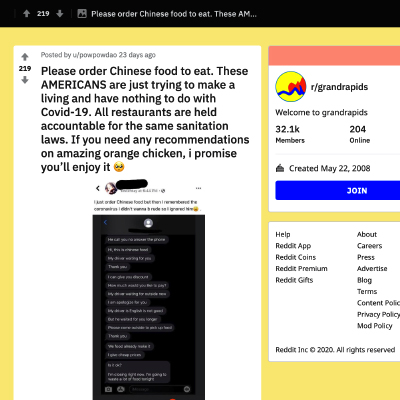 219
Please order Chinese food to eat. These AM...
Posted by u/powpowdao 23 days ago
219
Please order Chinese food to eat. These
AMERICANS are just trying to make a
living and have nothing to do with
Covid-19. All restaurants are held
accountable for the same sanitation
laws. If you need any recommendations
on amazing orange chicken, i promise
you'll enjoy it 🥺
I just order Chinese food but then I remembered the
coronavirus i didn't wanna b rude so I ignored him
He call you no answer the phone
Hi, this is chinese food
My driver waiting for you
Thank you
I can give you discount
How much would you like to pay?
My driver waiting for outside now
I am apologize for you
My driver is English is not good
But he waited for you longer
Please come outside to pick up food
Thank you
We food already make it
I give cheap prices
Is it ok?
I'm closing right now. I'm going to
waste a lot of food tonight
r/grandrapids
Welcome to grandrapids
32.1k
204
Members
Online
Created May 22, 2008
JOIN
Help
About
Reddit App
Careers
Reddit Coins
Press
Reddit Premium
Advertise
Reddit Gifts
Blog
Terms
Content Polic
Privacy Policy
Mod Policy
Reddit Inc © 2020. All rights reserved